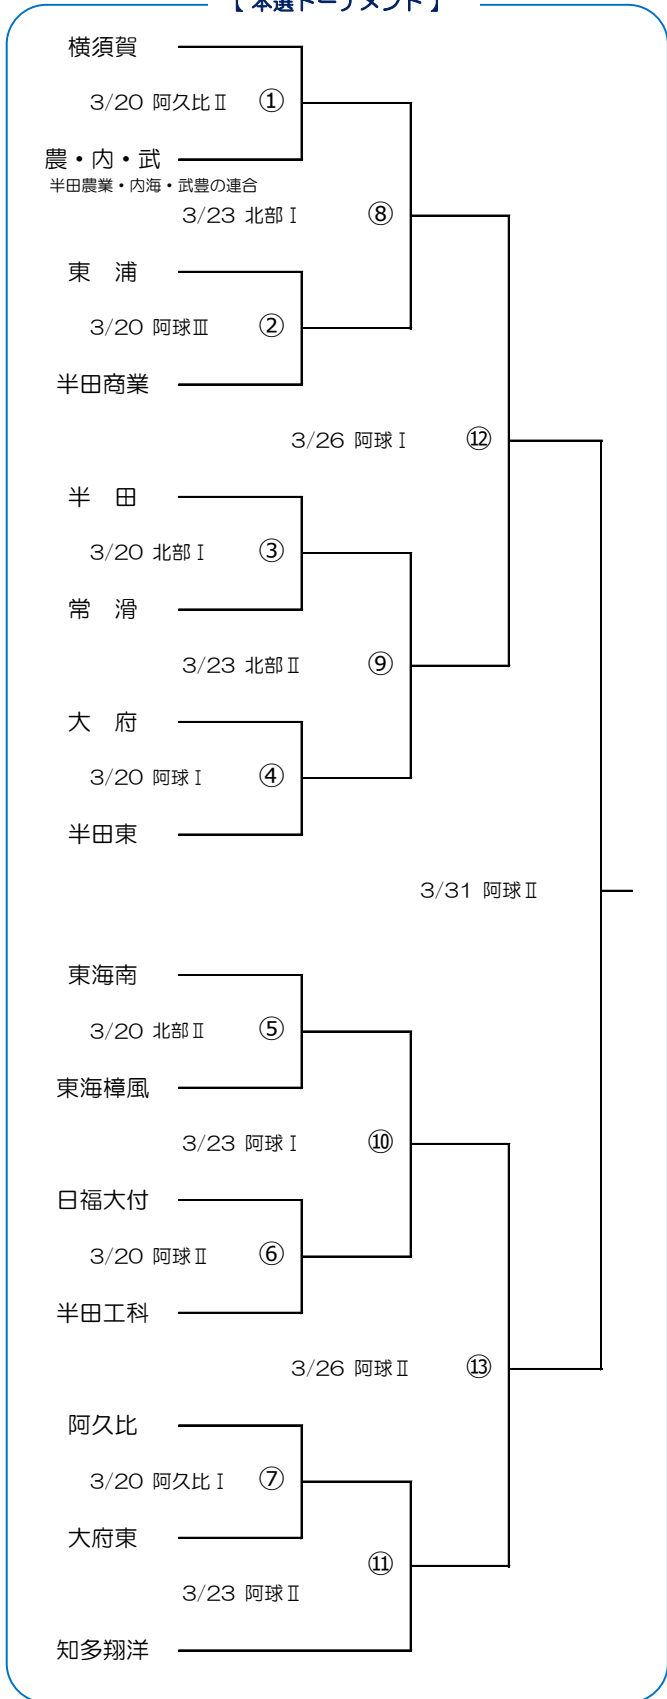 【 本選トーナメント 】
横須賀
3/20 阿久比Ⅱ ①
農・内・武
半田農業・内海・武豊の連合
3/23 北部Ⅰ ⑧
東　浦
3/20 阿球Ⅲ ②
半田商業
3/26 阿球Ⅰ ⑫
半　田
3/20 北部Ⅰ ③
常　滑
3/23 北部Ⅱ ⑨
大　府
3/20 阿球Ⅰ ④
半田東
3/31 阿球Ⅱ
東海南
3/20 北部Ⅱ ⑤
東海樟風
3/23 阿球Ⅰ ⑩
日福大付
3/20 阿球Ⅱ ⑥
半田工科
3/26 阿球Ⅱ ⑬
阿久比
3/20 阿久比Ⅰ ⑦
大府東
⑪
3/23 阿球Ⅱ
知多翔洋